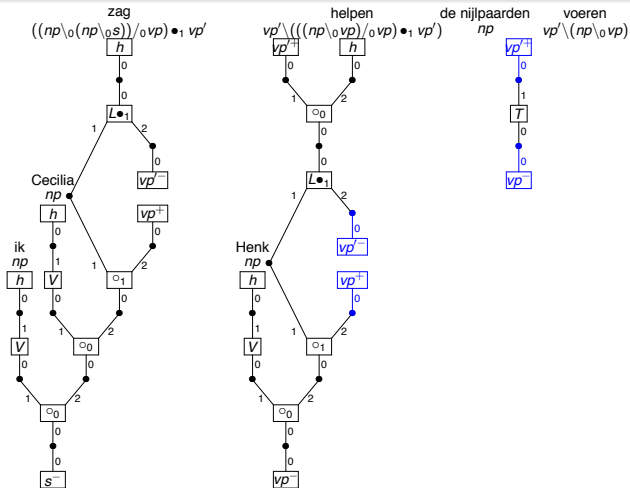 zag helpen de nijlpaarden voeren
((np\₀(np\₀s))/₀vp) •₁ vp′ vp′\(((np\₀vp)/₀vp) •₁ vp′) np vp′\(np\₀vp)
h vp′⁺ h vp′⁺
0 0 0 0
0 1 2 1
∘₀ T
L•₁ 0 0
1 2 0
0 L•₁ 0
Cecilia vp′⁻ 1 2 vp⁻
np vp⁺
h 0 0
0 vp′⁻
ik Henk
np 1 1 2 np vp⁺
h V ∘₁ h 0
0 0 0 0
1 1 2 1 1 2
V ∘₀ V ∘₁
0 0 0 0
1 2 1 2
∘₀ ∘₀
0 0
0 0
s⁻ vp⁻